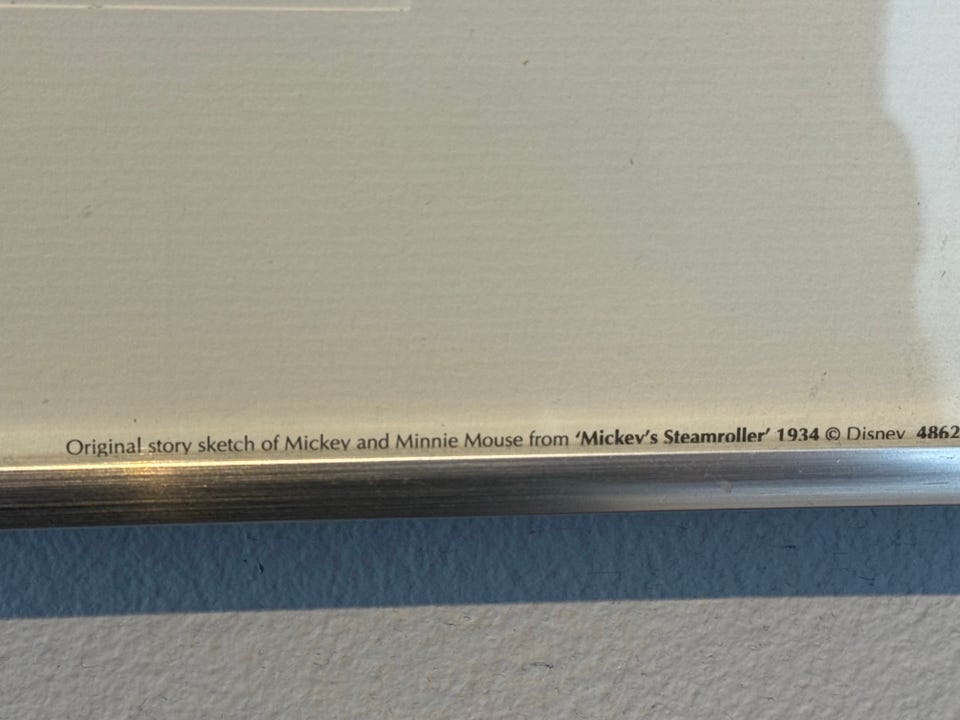 Original story sketch of Mickey and Minnie Mouse from ‘Mickey’s Steamroller’ 1934 © Disney 4862